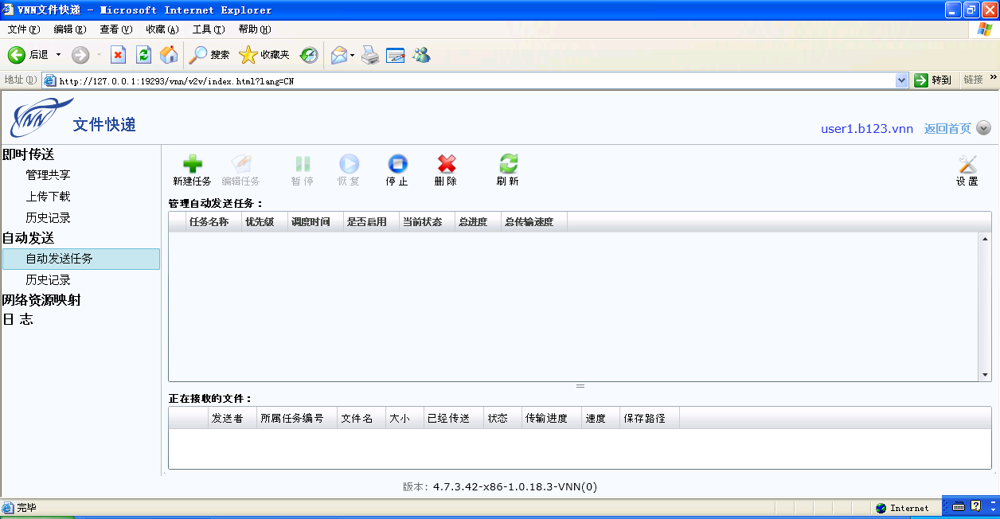 VNN文件快递 - Microsoft Internet Explorer
文件(F) 编辑(E) 查看(V) 收藏(A) 工具(T) 帮助(H)
后退 搜索 收藏夹
地址(D) http://127.0.0.1:19293/vnn/v2v/index.html?lang=CN 转到 链接 »
VNN 文件快递 user1.b123.vnn 返回首页
即时传送
管理共享
上传下载
历史记录
自动发送
自动发送任务
历史记录
网络资源映射
日 志
新建任务 编辑任务 暂 停 恢 复 停 止 删 除 刷 新 设 置
管理自动发送任务：
任务名称 优先级 调度时间 是否启用 当前状态 总进度 总传输速度
正在接收的文件：
发送者 所属任务编号 文件名 大小 已经传送 状态 传输进度 速度 保存路径
版本: 4.7.3.42-x86-1.0.18.3-VNN(0)
完毕 Internet